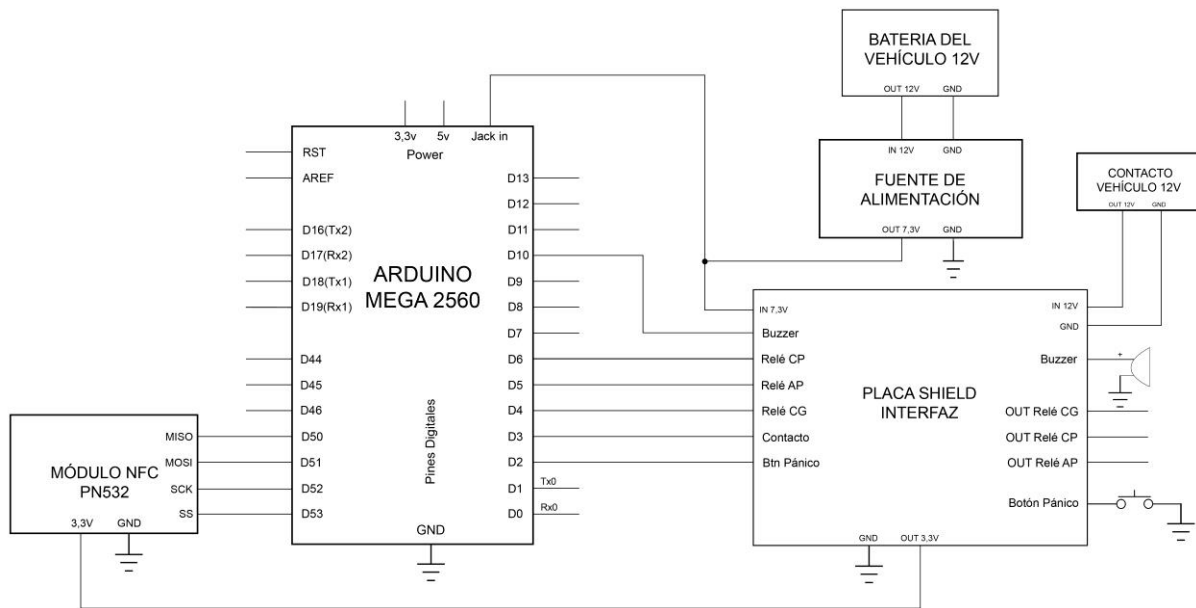 BATERIA DEL
VEHÍCULO 12V
OUT 12V GND
IN 12V GND
FUENTE DE
ALIMENTACIÓN
OUT 7,3V GND
CONTACTO
VEHÍCULO 12V
OUT 12V GND
3,3v 5v Jack in
Power
RST
AREF
D16(Tx2)
D17(Rx2)
D18(Tx1)
D19(Rx1)
D44
D45
D46
D50
D51
D52
D53
ARDUINO
MEGA 2560
Pines Digitales
GND
D13
D12
D11
D10
D9
D8
D7
D6
D5
D4
D3
D2
D1 Tx0
D0 Rx0
MÓDULO NFC
PN532
MISO
MOSI
SCK
SS
3,3V GND
IN 7,3V
Buzzer
Relé CP
Relé AP
Relé CG
Contacto
Btn Pánico
PLACA SHIELD
INTERFAZ
IN 12V
GND
Buzzer +
OUT Relé CG
OUT Relé CP
OUT Relé AP
Botón Pánico
GND OUT 3,3V